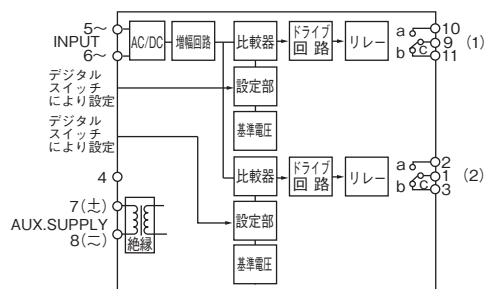 5～
INPUT
6～
AC/DC
増幅回路
比較器
ドライブ
回路
リレー
a
b
c
10
9
11
(1)
デジタル
スイッチ
により設定
設定部
基準電圧
デジタル
スイッチ
により設定
4
比較器
ドライブ
回路
リレー
a
b
c
2
1
3
(2)
7(±)
AUX.SUPPLY
8(～)
絶縁
設定部
基準電圧